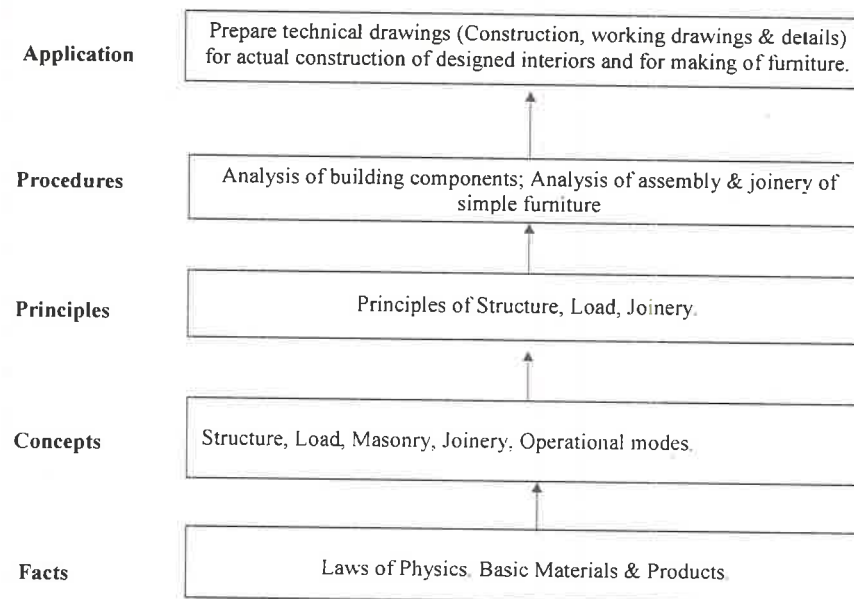 Application
Prepare technical drawings (Construction, working drawings & details)
for actual construction of designed interiors and for making of furniture.
Procedures
Analysis of building components; Analysis of assembly & joinery of
simple furniture
Principles
Principles of Structure, Load, Joinery.
Concepts
Structure, Load, Masonry, Joinery, Operational modes.
Facts
Laws of Physics. Basic Materials & Products.